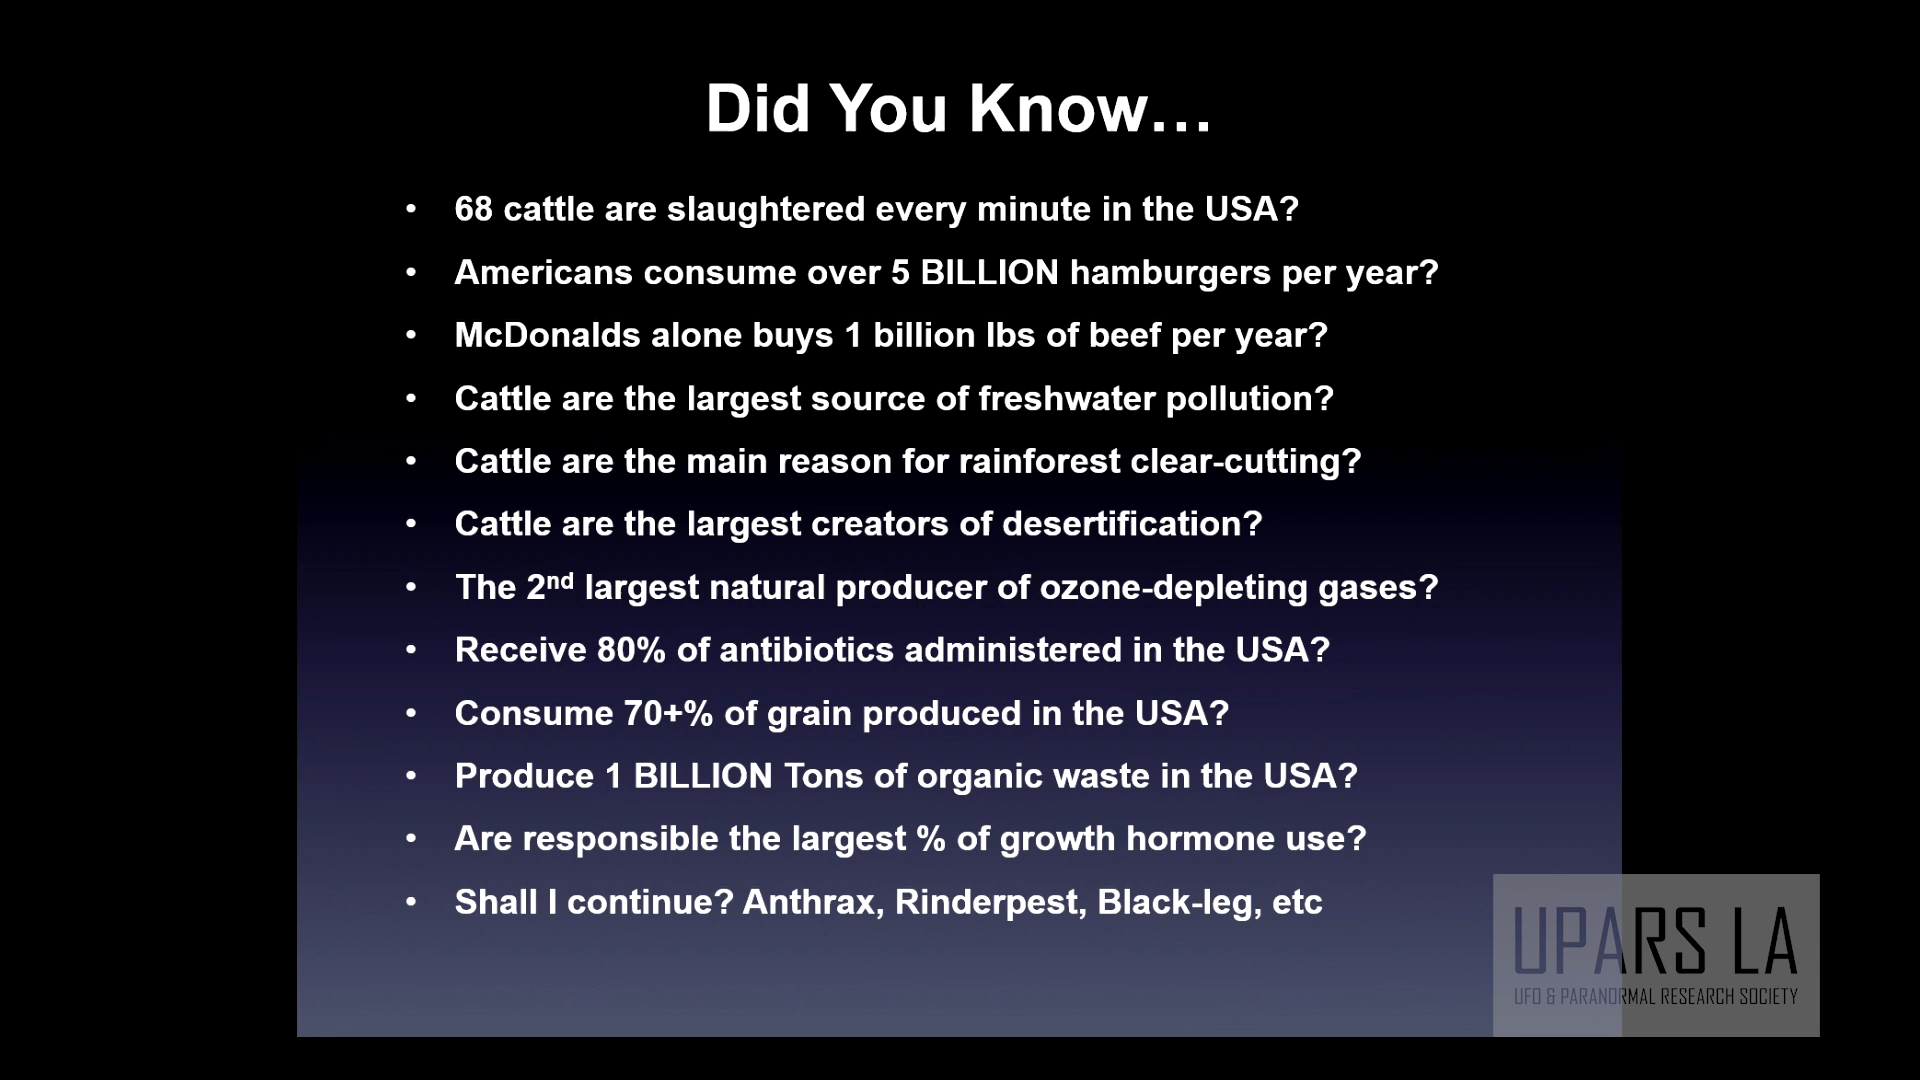 Did You Know…
• 68 cattle are slaughtered every minute in the USA?
• Americans consume over 5 BILLION hamburgers per year?
• McDonalds alone buys 1 billion lbs of beef per year?
• Cattle are the largest source of freshwater pollution?
• Cattle are the main reason for rainforest clear-cutting?
• Cattle are the largest creators of desertification?
• The 2nd largest natural producer of ozone-depleting gases?
• Receive 80% of antibiotics administered in the USA?
• Consume 70+% of grain produced in the USA?
• Produce 1 BILLION Tons of organic waste in the USA?
• Are responsible the largest % of growth hormone use?
• Shall I continue? Anthrax, Rinderpest, Black-leg, etc
UPARS LA
UFO & PARANORMAL RESEARCH SOCIETY